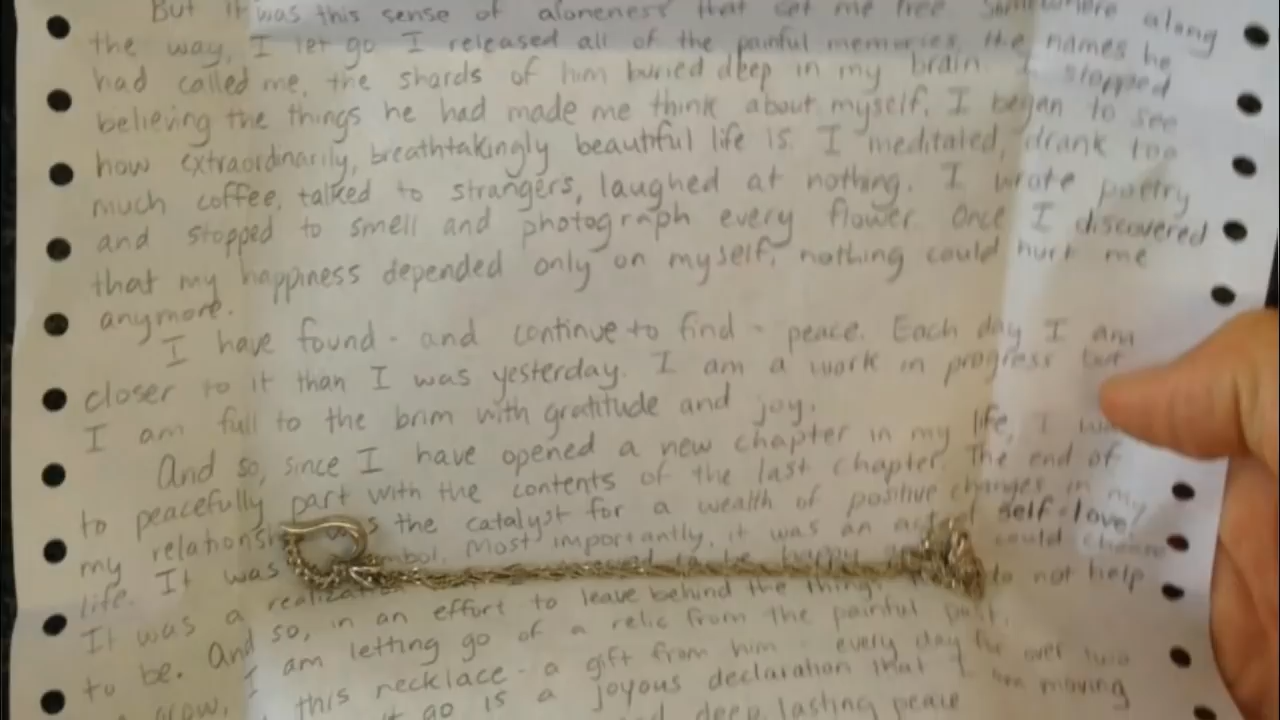 But it was this sense of aloneness that set me free. Somewhere along
the way, I let go. I released all of the painful memories, the names he
had called me, the shards of him buried deep in my brain. I stopped
believing the things he had made me think about myself. I began to see
how extraordinarily, breathtakingly beautiful life is. I meditated, drank too
much coffee, talked to strangers, laughed at nothing. I wrote poetry
and stopped to smell and photograph every flower. Once I discovered
that my happiness depended only on myself, nothing could hurt me
anymore.
I have found - and continue to find - peace. Each day I am
closer to it than I was yesterday. I am a work in progress but
I am full to the brim with gratitude and joy.
And so, since I have opened a new chapter in my life, I
to peacefully part with the contents of the last chapter. The end of
my the catalyst for a wealth of positive changes in my
life. It was Most importantly, it was an self-love.
It was a to be happy could choose
to be. And so, in an effort to leave behind the things do not help
grow, I am letting go of a relic from the painful past,
this necklace - a gift from him - every day for over two
go is a joyous declaration that I am moving
deep, lasting peace